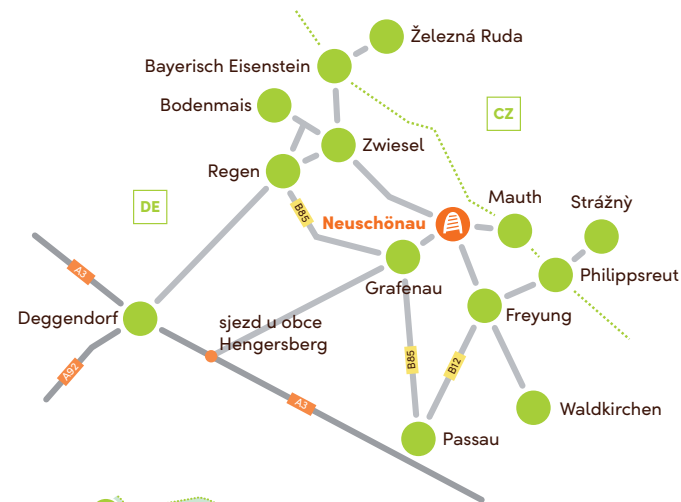 Železná Ruda
Bayerisch Eisenstein
Bodenmais
CZ
Zwiesel
Regen
Mauth
Strážnỳ
DE
B85
Neuschönau
A3
Philippsreut
Grafenau
Deggendorf
sjezd u obce
Hengersberg
Freyung
B85
B12
A92
A3
Waldkirchen
Passau